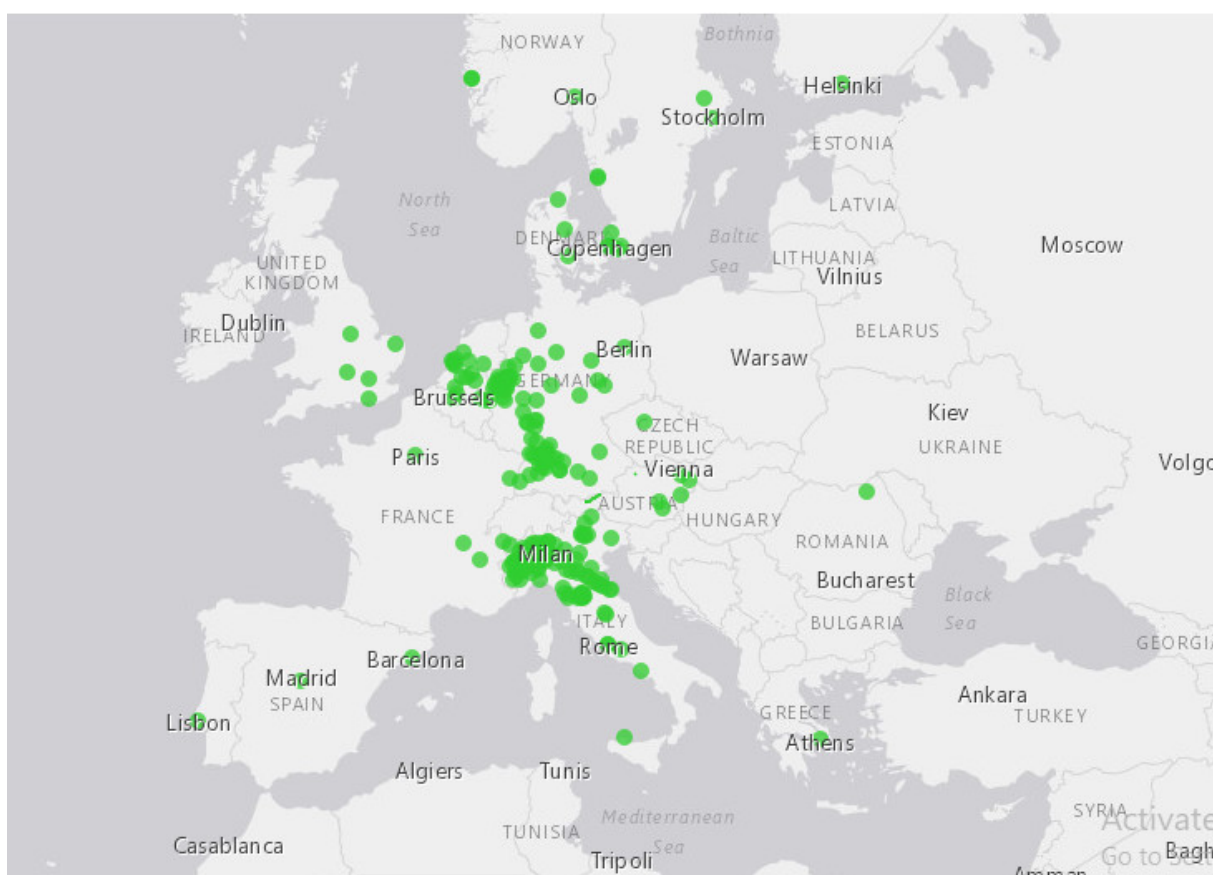 Bothnia
NORWAY
Helsinki
Oslo
Stockholm
ESTONIA
North
Sea
LATVIA
DENMARK
Copenhagen
Baltic
Sea
Moscow
UNITED
KINGDOM
LITHUANIA
Vilnius
Dublin
IRELAND
BELARUS
Berlin
Warsaw
GERMANY
Brussels
Kiev
UKRAINE
CZECH
REPUBLIC
Paris
Vienna
Volgo
FRANCE
AUSTRIA
HUNGARY
ROMANIA
Milan
Bucharest
Black
Sea
ITALY
BULGARIA
Rome
GEORGIA
Barcelona
Madrid
SPAIN
Ankara
TURKEY
Lisbon
GREECE
Athens
Algiers
Tunis
SYRIA
Mediterranean
Sea
Activate
Go to Sett
TUNISIA
Casablanca
Tripoli
Bagh
Amman